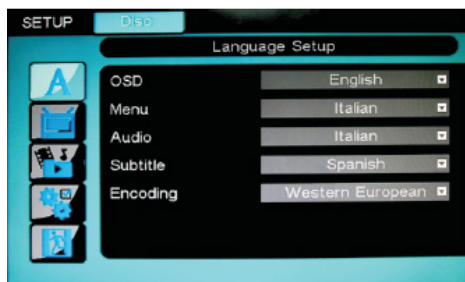 SETUP Disc
Language Setup
OSD English
Menu Italian
Audio Italian
Subtitle Spanish
Encoding Western European
A